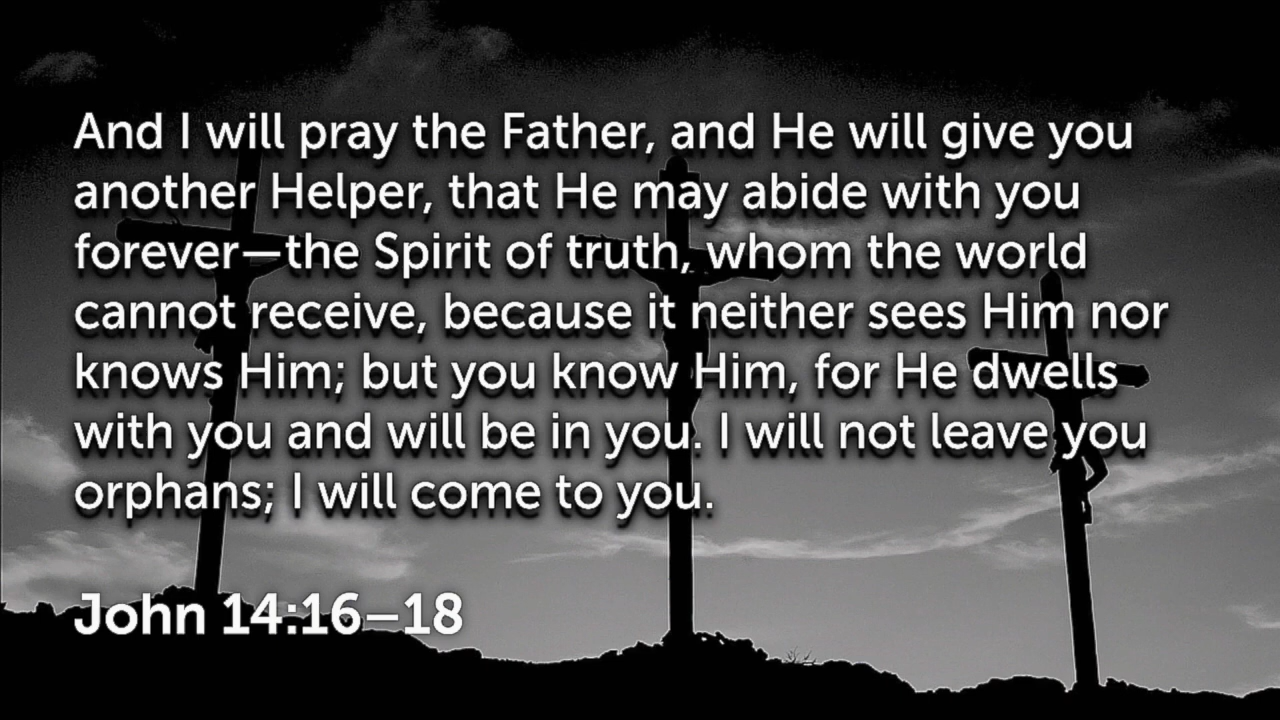 And I will pray the Father, and He will give you
another Helper, that He may abide with you
forever—the Spirit of truth, whom the world
cannot receive, because it neither sees Him nor
knows Him; but you know Him, for He dwells
with you and will be in you. I will not leave you
orphans; I will come to you.
John 14:16–18